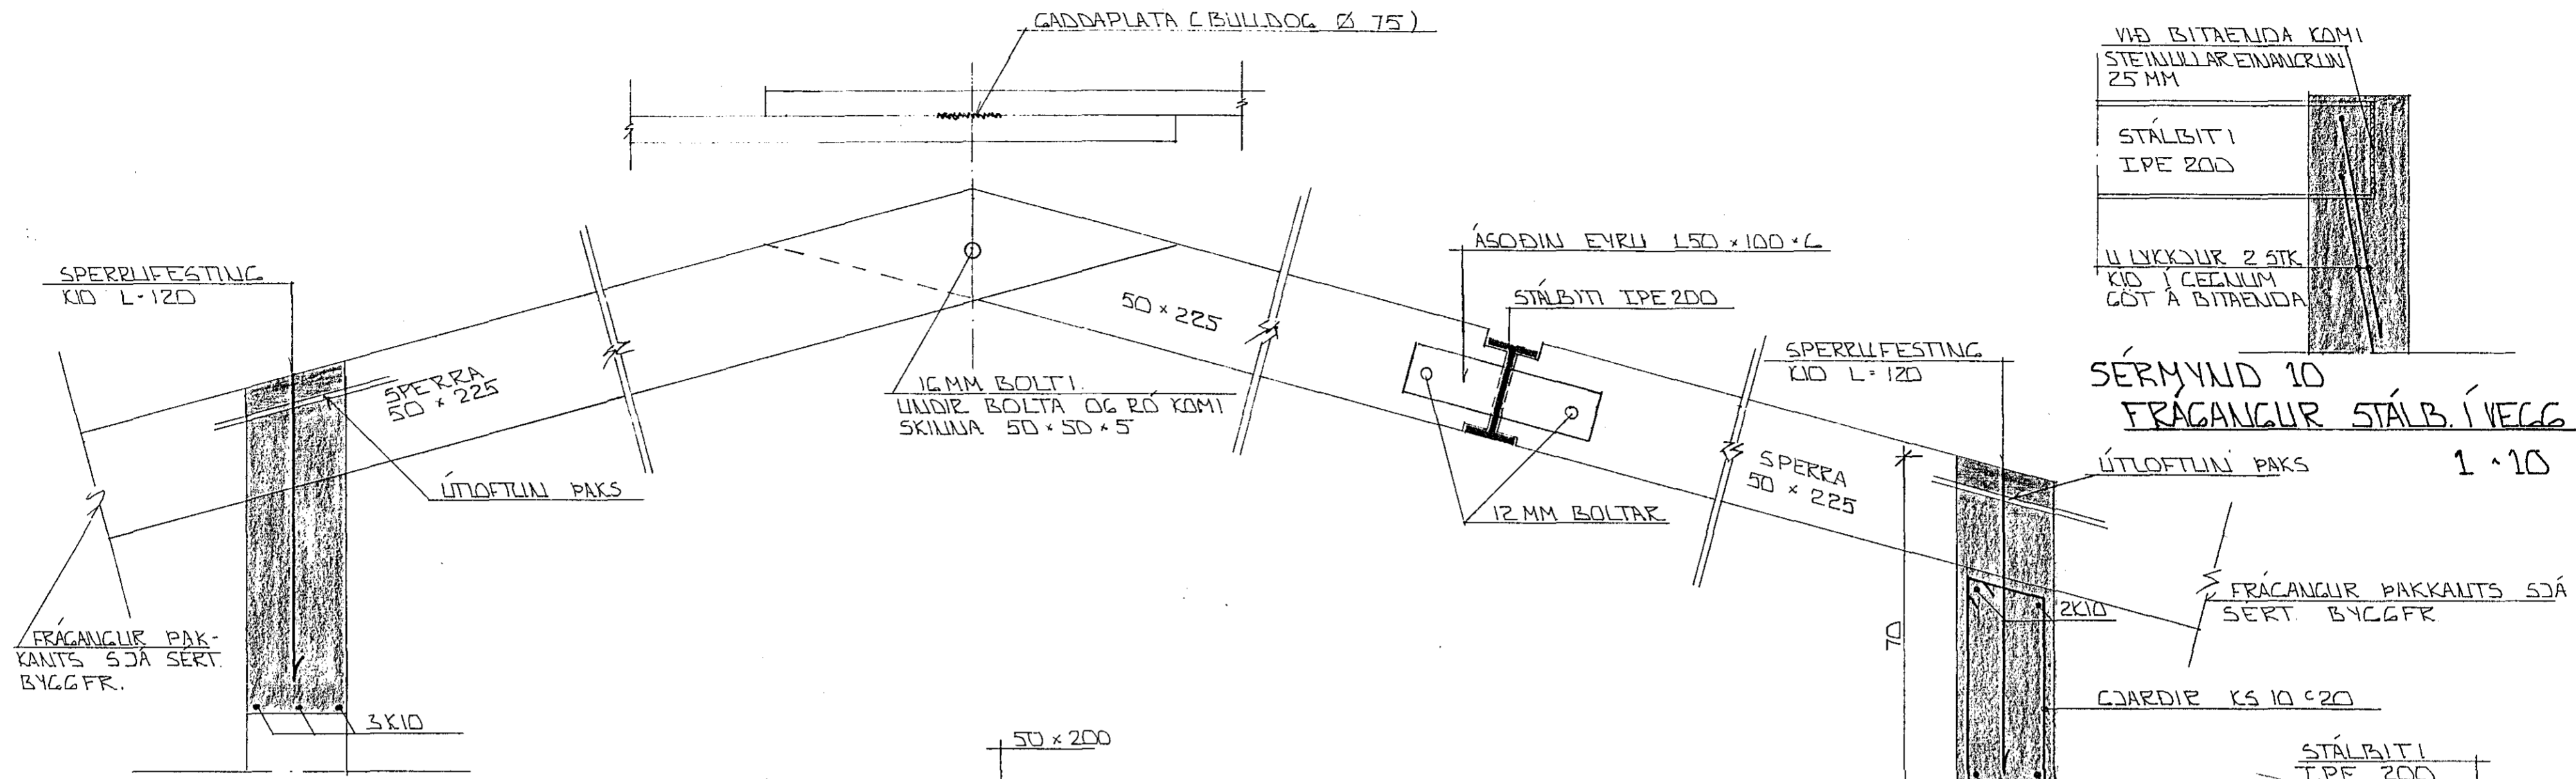 GADDAPLATA (BULLDOG Ø 75)
VIÐ BITAENDA KOMI
STEINULLAREINANGRUN
25 MM
STÁLBITI
IPE 200
U LYKKJUR 2 STK
K10 Í GEGNUM
GÖT Á BITAENDA
SÉRMYND 10
FRÁGANGUR STÁLB. Í VEGG
1:10
SPERRUFESTING
K10 L=120
SPERRA
50 × 225
ÚTLOFTUN ÞAKS
16 MM BOLTI.
UNDIR BOLTA OG RÓ KOMI
SKINNA 50 × 50 × 5
50 × 225
ÁSOÐIN EYRU L50 × 100 × 6
STÁLBITI IPE 200
12 MM BOLTAR
SPERRUFESTING
K10 L=120
SPERRA
50 × 225
ÚTLOFTUN ÞAKS
FRÁGANGUR ÞAK-
KANTS SJÁ SÉRT.
BYGGFR.
3K10
50 × 200
70
2K10
FRÁGANGUR ÞAKKANTS SJÁ
SÉRT. BYGGFR.
GJARDIR KS 10 C 20
STÁLBITI
IPE 200